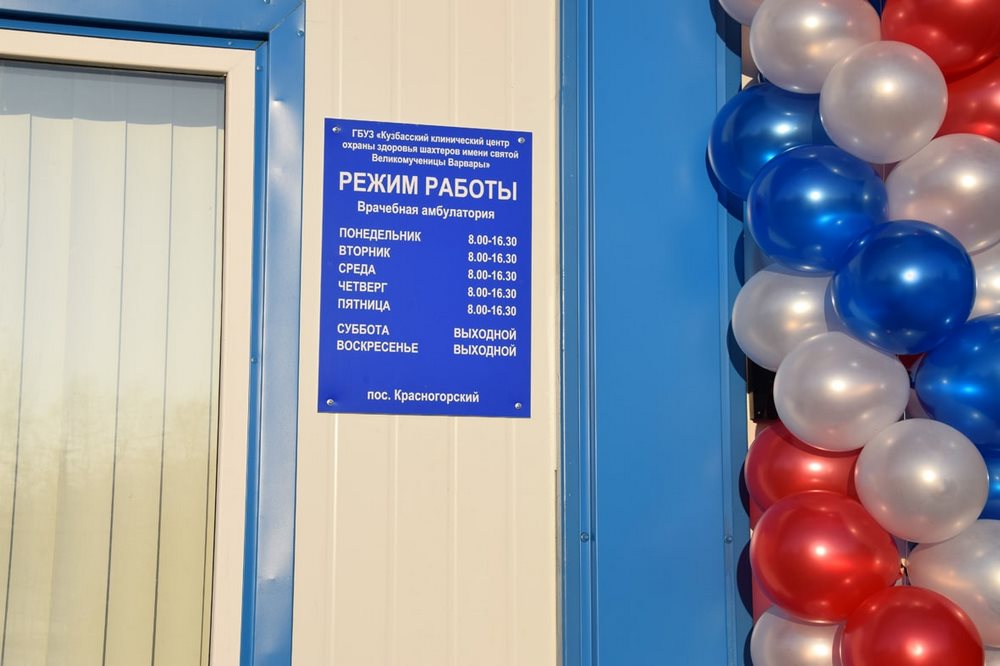 ГБУЗ «Кузбасский клинический центр
охраны здоровья шахтеров имени святой
Великомученицы Варвары»
РЕЖИМ РАБОТЫ
Врачебная амбулатория
ПОНЕДЕЛЬНИК 8.00-16.30
ВТОРНИК 8.00-16.30
СРЕДА 8.00-16.30
ЧЕТВЕРГ 8.00-16.30
ПЯТНИЦА 8.00-16.30
СУББОТА ВЫХОДНОЙ
ВОСКРЕСЕНЬЕ ВЫХОДНОЙ
пос. Красногорский